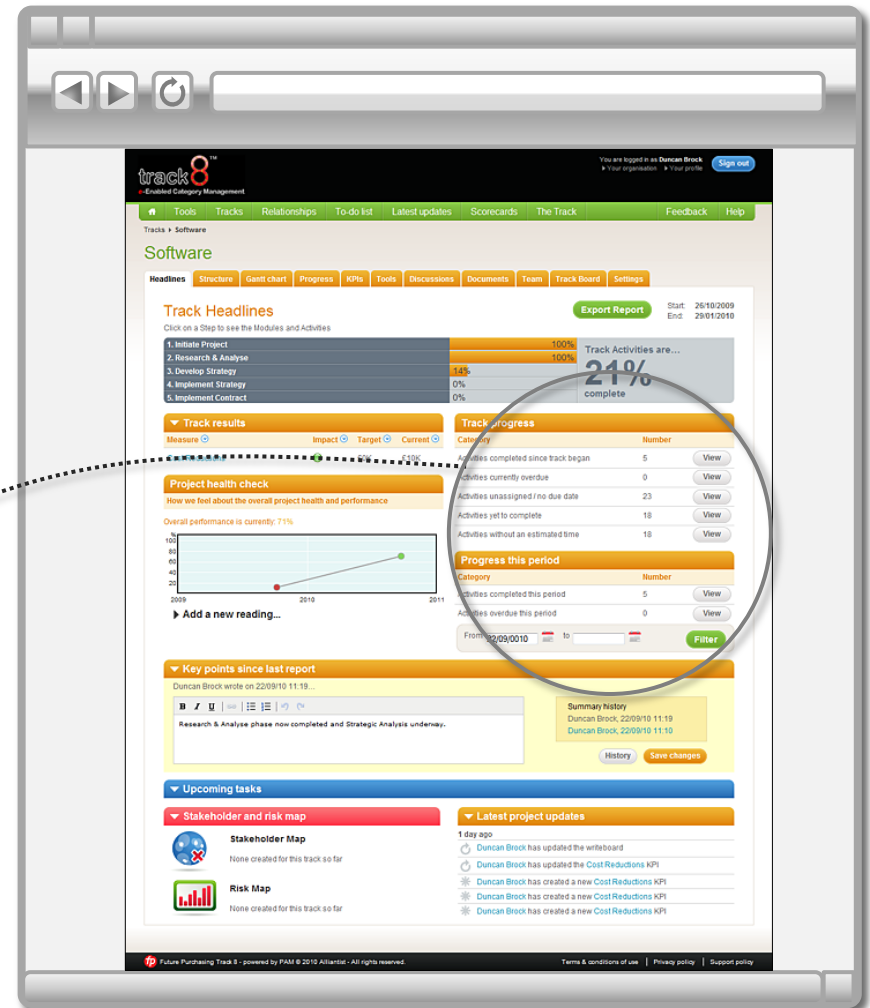 track8™
e-Enabled Category Management
You are logged in as Duncan Brock
Your organisation Your profile
Sign out
Tools Tracks Relationships To-do list Latest updates Scorecards The Track Feedback Help
Tracks Software
Software
Headlines Structure Gantt chart Progress KPIs Tools Discussions Documents Team Track Board Settings
Track Headlines
Click on a Step to see the Modules and Activities
Export Report
Start: 26/10/2009
End: 29/01/2010
1. Initiate Project 100%
2. Research & Analyse 100%
3. Develop Strategy 14%
4. Implement Strategy 0%
5. Implement Contract 0%
Track Activities are...
21%
complete
Track results
Measure Impact Target Current
£0K £10K
Project health check
How we feel about the overall project health and performance
Overall performance is currently: 71%
%
100
80
60
40
20
2009 2010 2011
Add a new reading...
Track progress
Category Number
Activities completed since track began 5 View
Activities currently overdue 0 View
Activities unassigned / no due date 23 View
Activities yet to complete 18 View
Activities without an estimated time 18 View
Progress this period
Category Number
Activities completed this period 5 View
Activities overdue this period 0 View
From 22/09/0010 to Filter
Key points since last report
Duncan Brock wrote on 22/09/10 11:19...
B I U
Research & Analyse phase now completed and Strategic Analysis underway.
Summary history
Duncan Brock, 22/09/10 11:19
Duncan Brock, 22/09/10 11:10
History Save changes
Upcoming tasks
Stakeholder and risk map
Stakeholder Map
None created for this track so far
Risk Map
None created for this track so far
Latest project updates
1 day ago
Duncan Brock has updated the writeboard
Duncan Brock has updated the Cost Reductions KPI
Duncan Brock has created a new Cost Reductions KPI
Duncan Brock has created a new Cost Reductions KPI
Duncan Brock has created a new Cost Reductions KPI
fp Future Purchasing Track 8 - powered by PAM © 2010 Alliantist - All rights reserved.
Terms & conditions of use | Privacy policy | Support policy